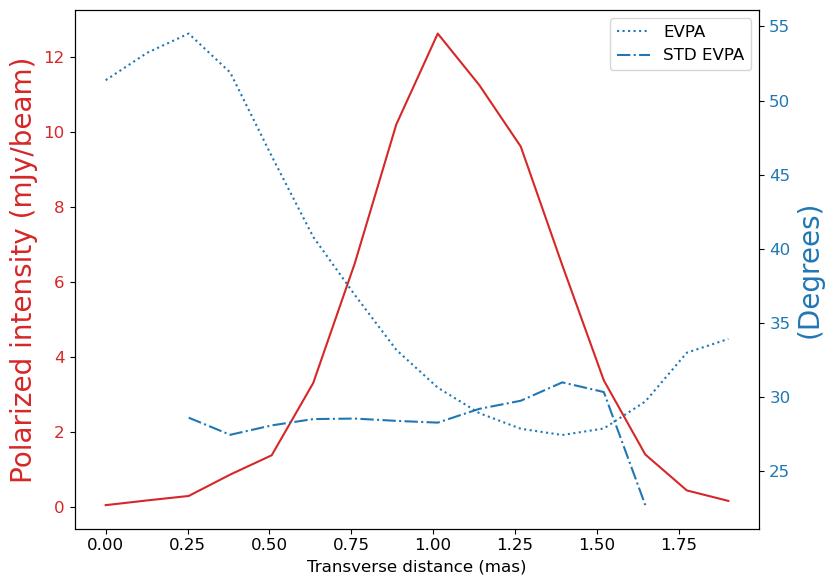 EVPA
STD EVPA
Polarized intensity (mJy/beam)
12
10
8
6
4
2
0
55
50
45
40
35
30
25
(Degrees)
0.00 0.25 0.50 0.75 1.00 1.25 1.50 1.75
Transverse distance (mas)